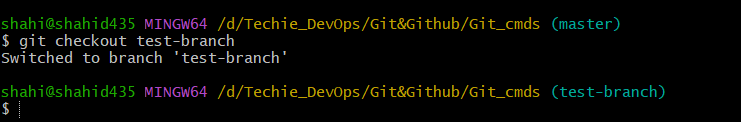 shahi@shahid435 MINGW64 /d/Techie_DevOps/Git&Github/Git_cmds (master)
$ git checkout test-branch
Switched to branch 'test-branch'
shahi@shahid435 MINGW64 /d/Techie_DevOps/Git&Github/Git_cmds (test-branch)
$